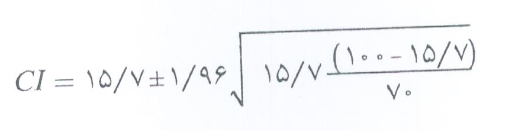 CI = ۱۵/۷ ± ۱/۹۶ √ ۱۵/۷ (۱۰۰ - ۱۵/۷) / ۷۰